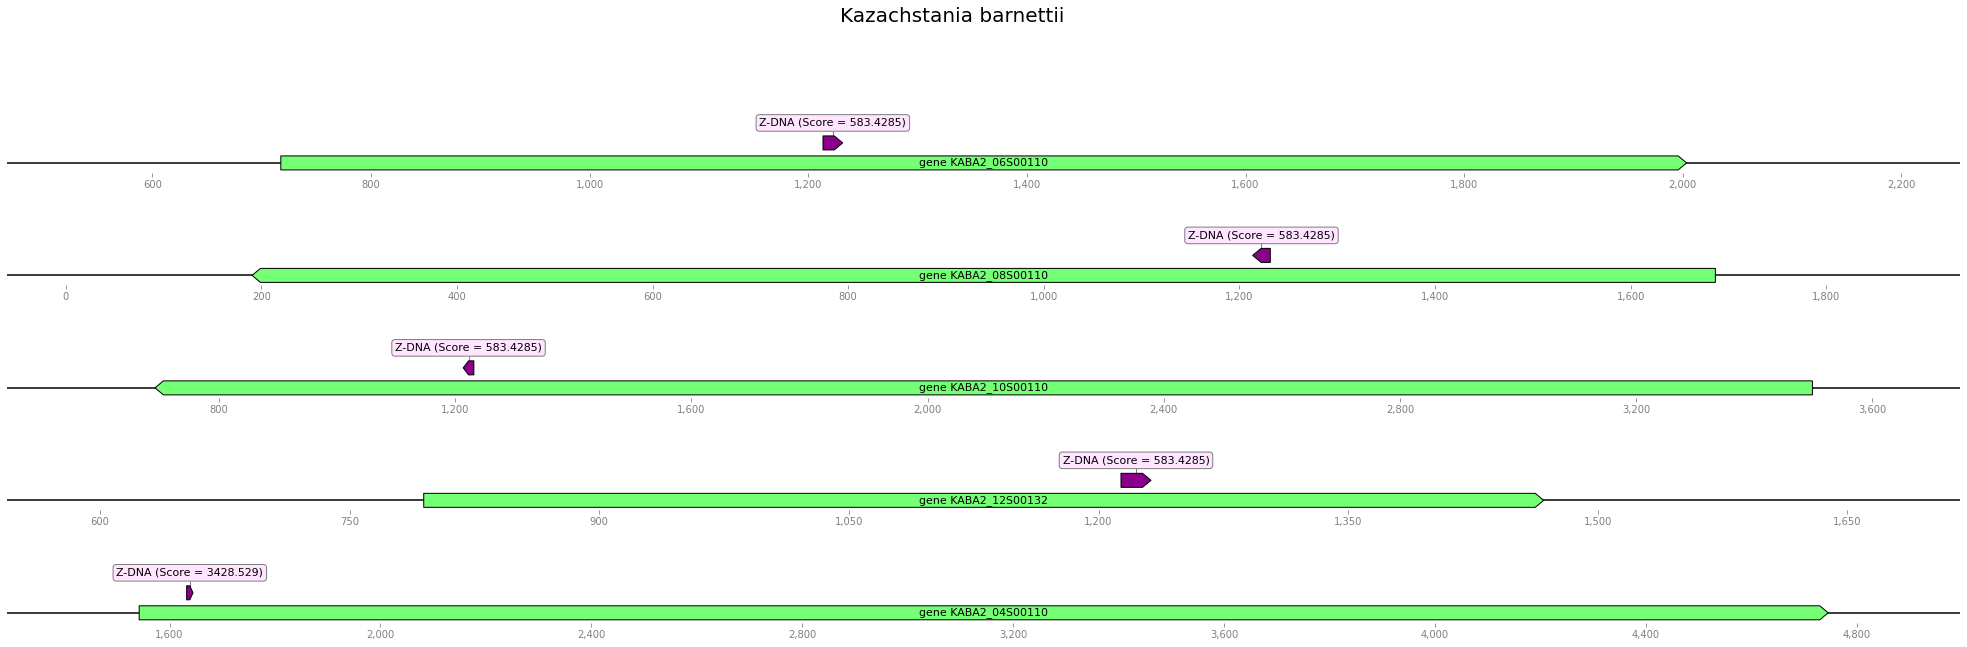 Kazachstania barnettii
Z-DNA (Score = 583.4285)
gene KABA2_06S00110
600 800 1,000 1,200 1,400 1,600 1,800 2,000 2,200
Z-DNA (Score = 583.4285)
gene KABA2_08S00110
0 200 400 600 800 1,000 1,200 1,400 1,600 1,800
Z-DNA (Score = 583.4285)
gene KABA2_10S00110
800 1,200 1,600 2,000 2,400 2,800 3,200 3,600
Z-DNA (Score = 583.4285)
gene KABA2_12S00132
600 750 900 1,050 1,200 1,350 1,500 1,650
Z-DNA (Score = 3428.529)
gene KABA2_04S00110
1,600 2,000 2,400 2,800 3,200 3,600 4,000 4,400 4,800